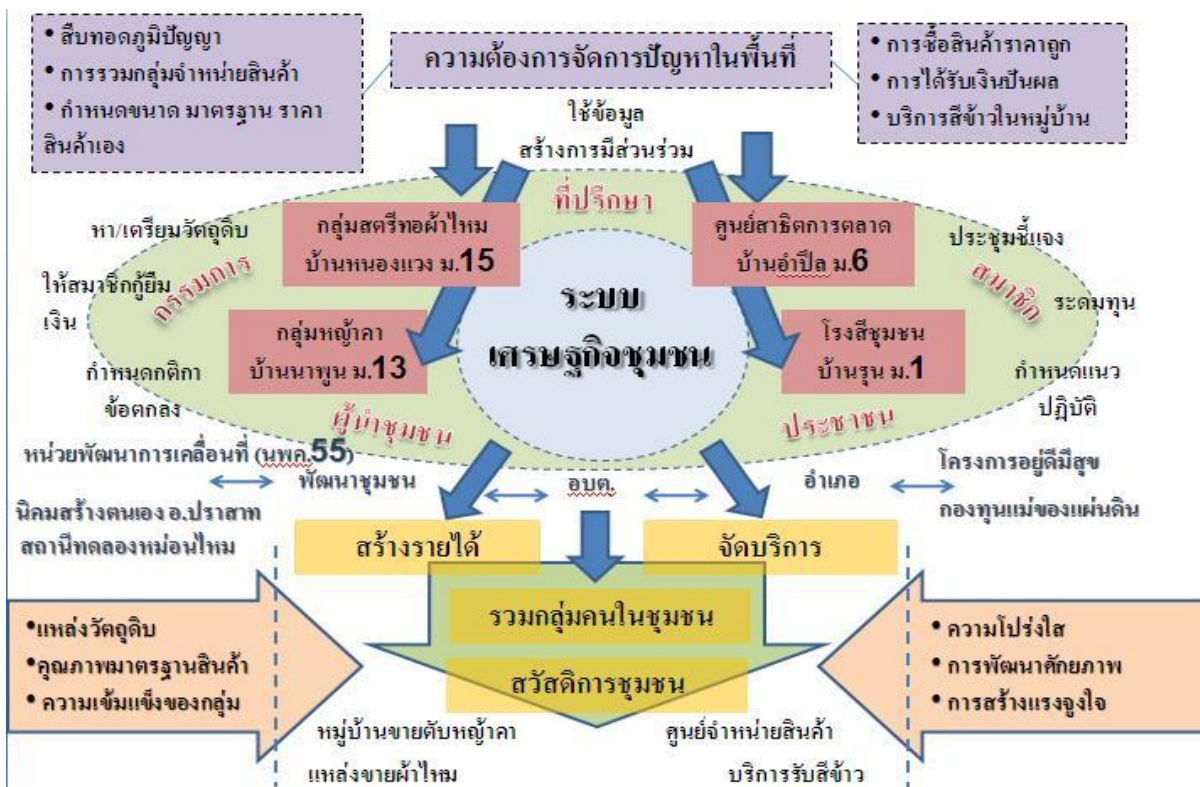 • สืบทอดภูมิปัญญา
• การรวมกลุ่มจำหน่ายสินค้า
• กำหนดขนาด มาตรฐาน ราคา
สินค้าเอง
ความต้องการจัดการปัญหาในพื้นที่
• การซื้อสินค้าราคาถูก
• การได้รับเงินปันผล
• บริการสีข้าวในหมู่บ้าน
ใช้ข้อมูล
สร้างการมีส่วนร่วม
ที่ปรึกษา
หา/เตรียมวัตถุดิบ
ให้สมาชิกกู้ยืม
เงิน
กำหนดกติกา
ข้อตกลง
กรรมการ
กลุ่มสตรีทอผ้าไหม
บ้านหนองแวง ม.15
กลุ่มหญ้าคา
บ้านนาพูน ม.13
ระบบ
เศรษฐกิจชุมชน
ศูนย์สาธิตการตลาด
บ้านอำปึล ม.6
โรงสีชุมชน
บ้านรุน ม.1
สมาชิก
ประชุมชี้แจง
ระดมทุน
กำหนดแนว
ปฏิบัติ
ผู้นำชุมชน
ประชาชน
หน่วยพัฒนาการเคลื่อนที่ (นพค.55)
พัฒนาชุมชน
อบต.
อำเภอ
โครงการอยู่ดีมีสุข
กองทุนแม่ของแผ่นดิน
นิคมสร้างตนเอง อ.ปราสาท
สถานีทดลองหม่อนไหม
สร้างรายได้
จัดบริการ
รวมกลุ่มคนในชุมชน
สวัสดิการชุมชน
•แหล่งวัตถุดิบ
•คุณภาพมาตรฐานสินค้า
• ความเข้มแข็งของกลุ่ม
• ความโปร่งใส
• การพัฒนาศักยภาพ
• การสร้างแรงจูงใจ
หมู่บ้านขายตับหญ้าคา
แหล่งขายผ้าไหม
ศูนย์จำหน่ายสินค้า
บริการรับสีข้าว